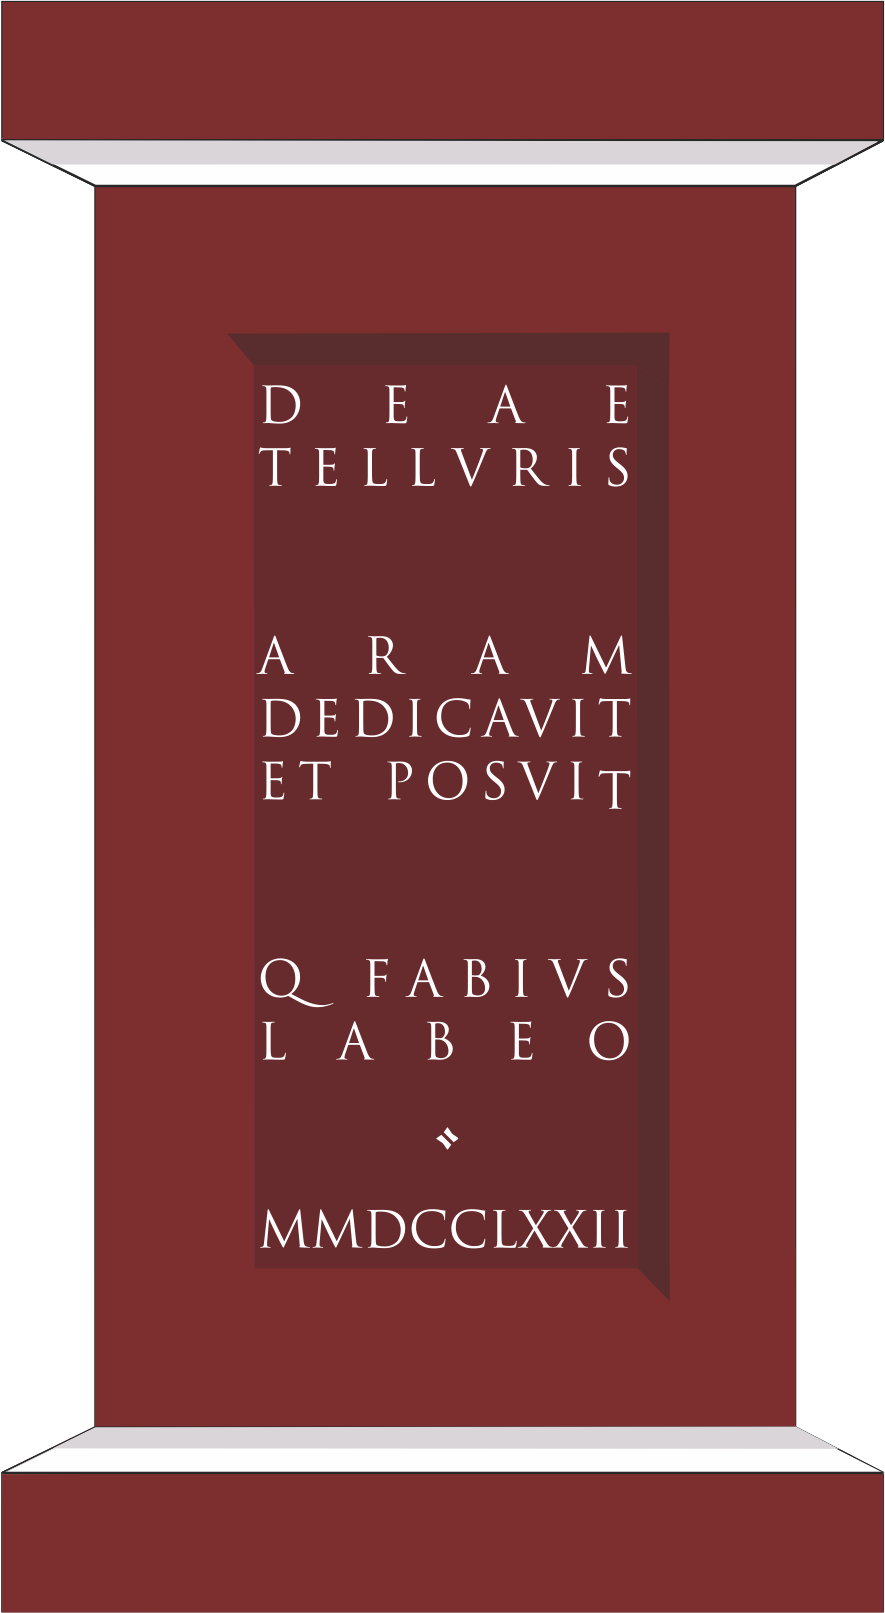 DEAE
TELLVRIS
ARAM
DEDICAVIT
ET POSVIT
Q FABIVS
LABEO
MMDCCLXXII